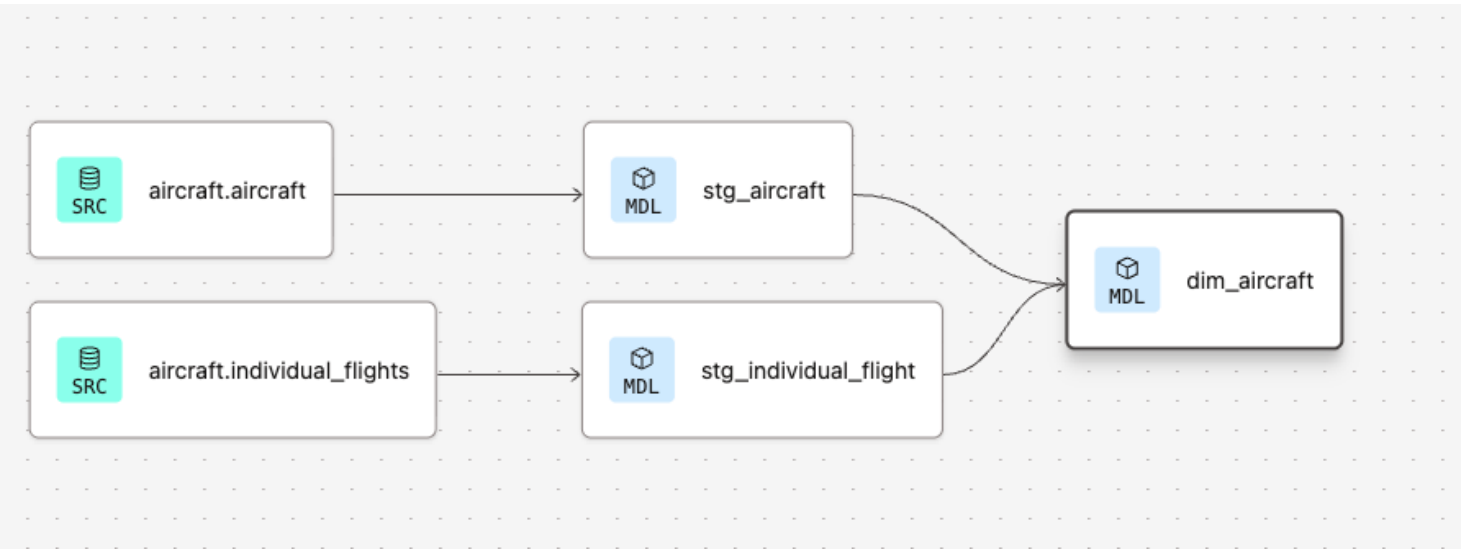 SRC
aircraft.aircraft
MDL
stg_aircraft
SRC
aircraft.individual_flights
MDL
stg_individual_flight
MDL
dim_aircraft